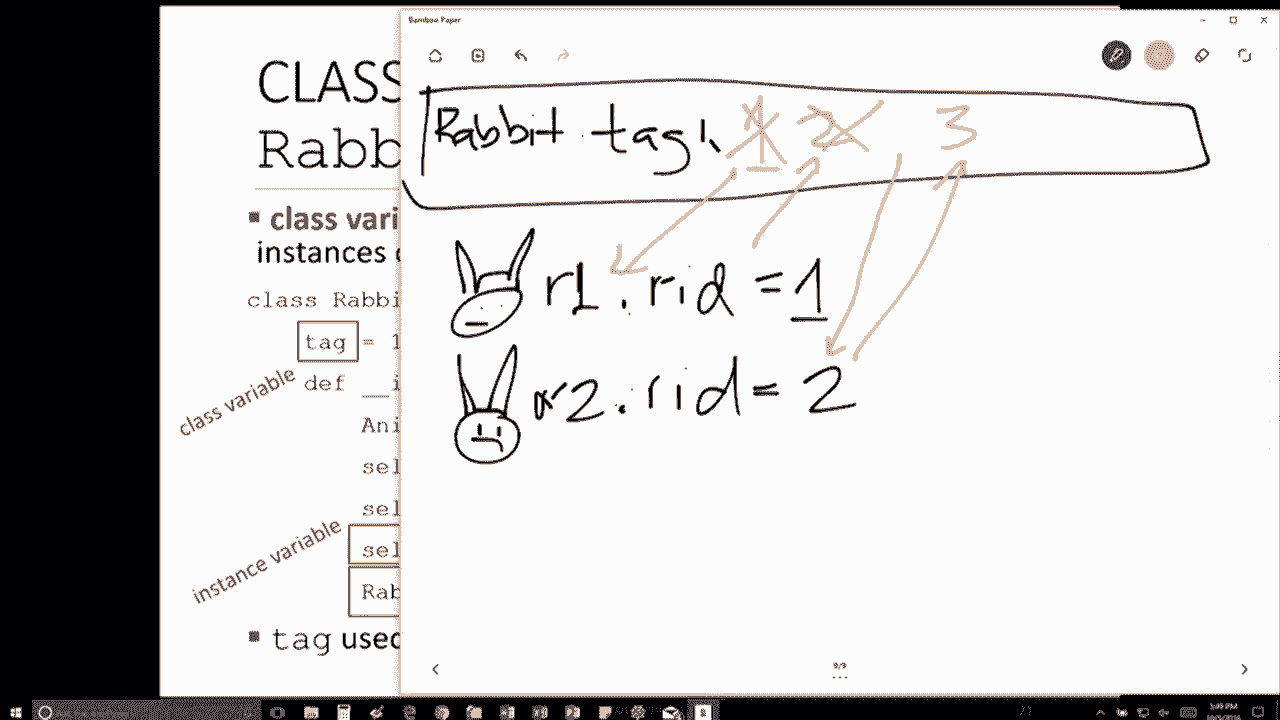 Bamboo Paper
CLASS
Rabb
Rabbit tag 1 2 3
class vari
instances
class Rabbi
tag = 1
def __i
class variable
Ani
sel
sel
instance variable
sel
Rab
tag used
r1.rid = 1
r2.rid = 2
9/9